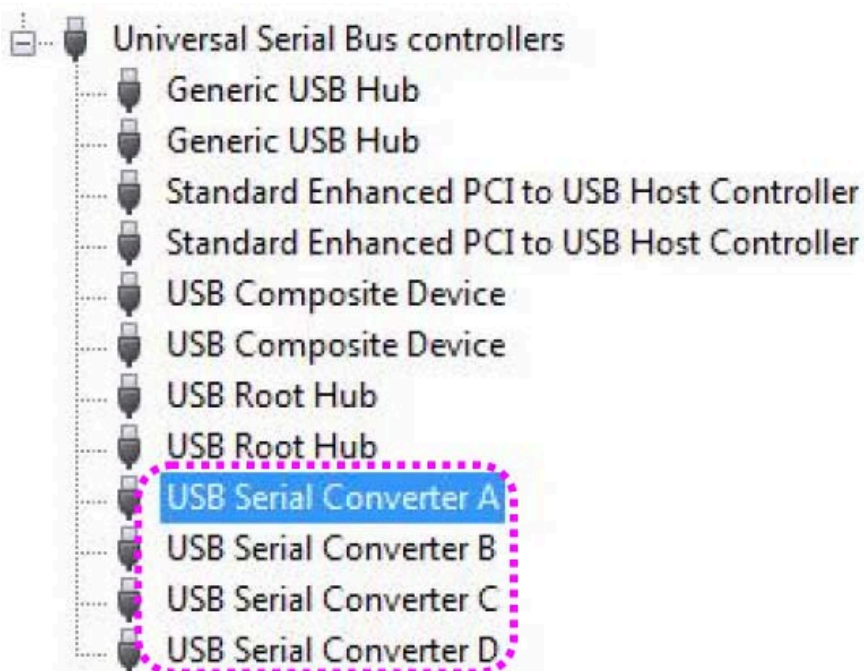 Universal Serial Bus controllers
Generic USB Hub
Generic USB Hub
Standard Enhanced PCI to USB Host Controller
Standard Enhanced PCI to USB Host Controller
USB Composite Device
USB Composite Device
USB Root Hub
USB Root Hub
USB Serial Converter A
USB Serial Converter B
USB Serial Converter C
USB Serial Converter D